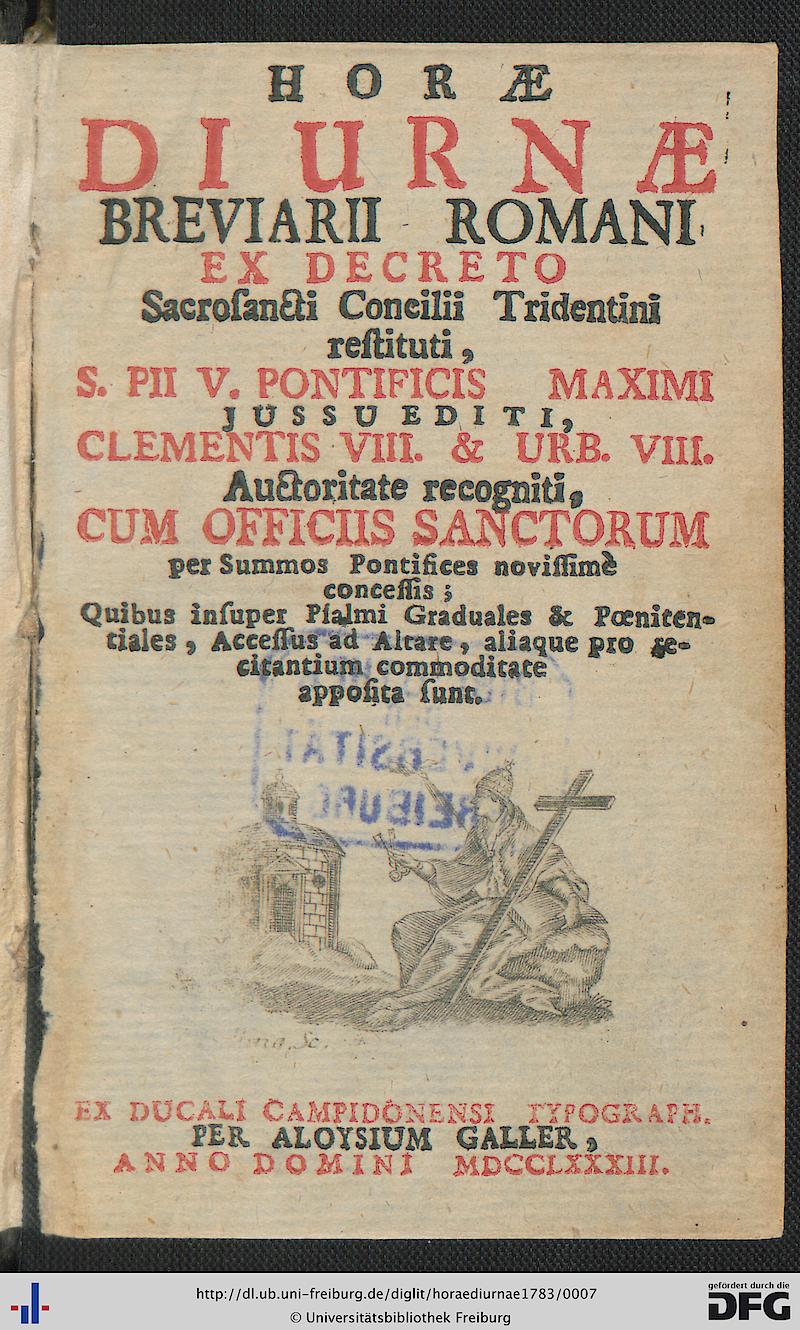 HORÆ
DIURNÆ
BREVIARII ROMANI
EX DECRETO
Sacroſancti Concilii Tridentini
reſtituti,
S. PII V. PONTIFICIS MAXIMI
JUSSU EDITI,
CLEMENTIS VIII. & URB. VIII.
Auctoritate recogniti,
CUM OFFICIIS SANCTORUM
per Summos Pontifices noviſſimè
conceſſis;
Quibus inſuper Pſalmi Graduales & Pœniten-
tiales, Acceſſus ad Altare, aliaque pro re-
citantium commoditate
appoſita ſunt.
UNIVERSITÄT
FREIBURG
Sc.
EX DUCALI CAMPIDONENSI TYPOGRAPH.
PER ALOYSIUM GALLER,
ANNO DOMINI MDCCLXXXIII.
http://dl.ub.uni-freiburg.de/diglit/horaediurnae1783/0007
© Universitätsbibliothek Freiburg
gefördert durch die
DFG